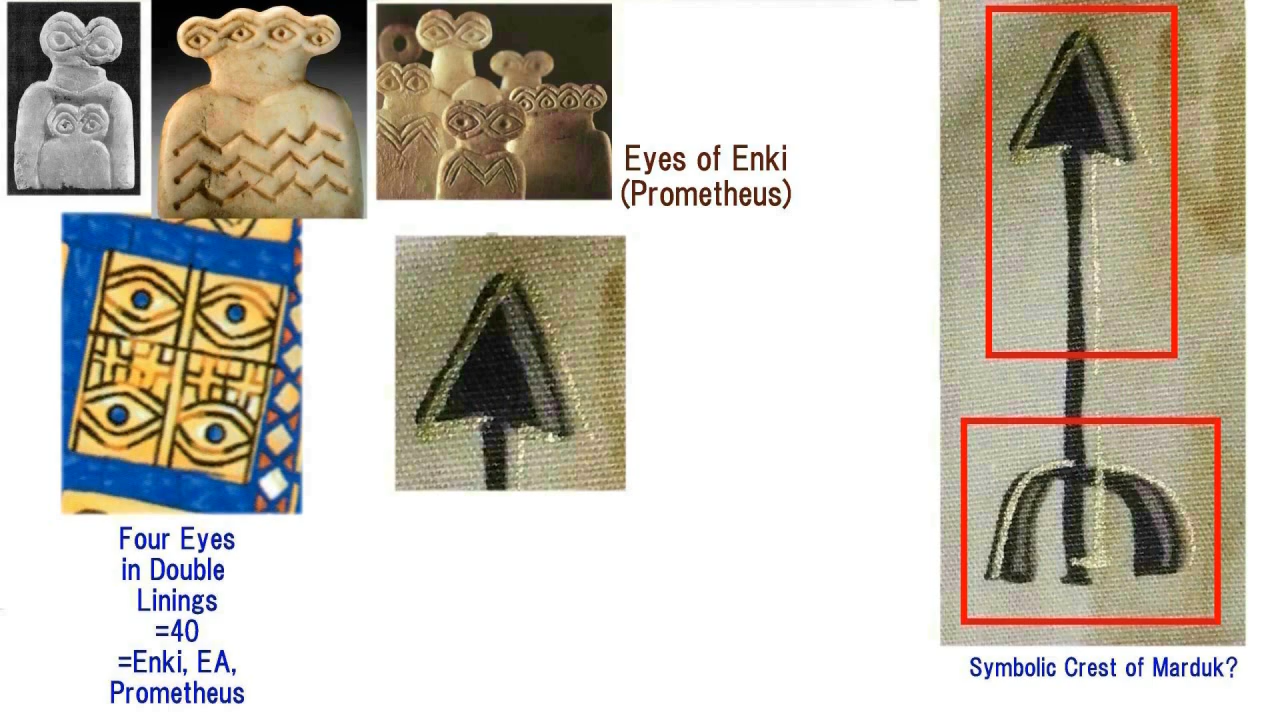 Eyes of Enki
(Prometheus)
Four Eyes
in Double
Linings
=40
=Enki, EA,
Prometheus
Symbolic Crest of Marduk?